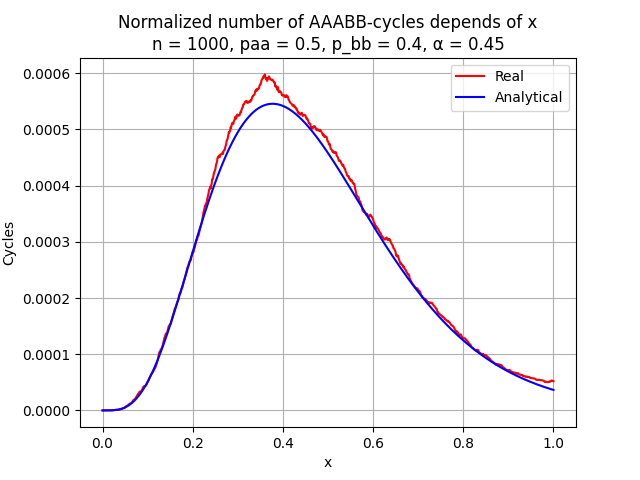 Normalized number of AAABB-cycles depends of x
n = 1000, paa = 0.5, p_bb = 0.4, α = 0.45
Real
Analytical
0.0006
0.0005
0.0004
0.0003
0.0002
0.0001
0.0000
Cycles
0.0 0.2 0.4 0.6 0.8 1.0
x